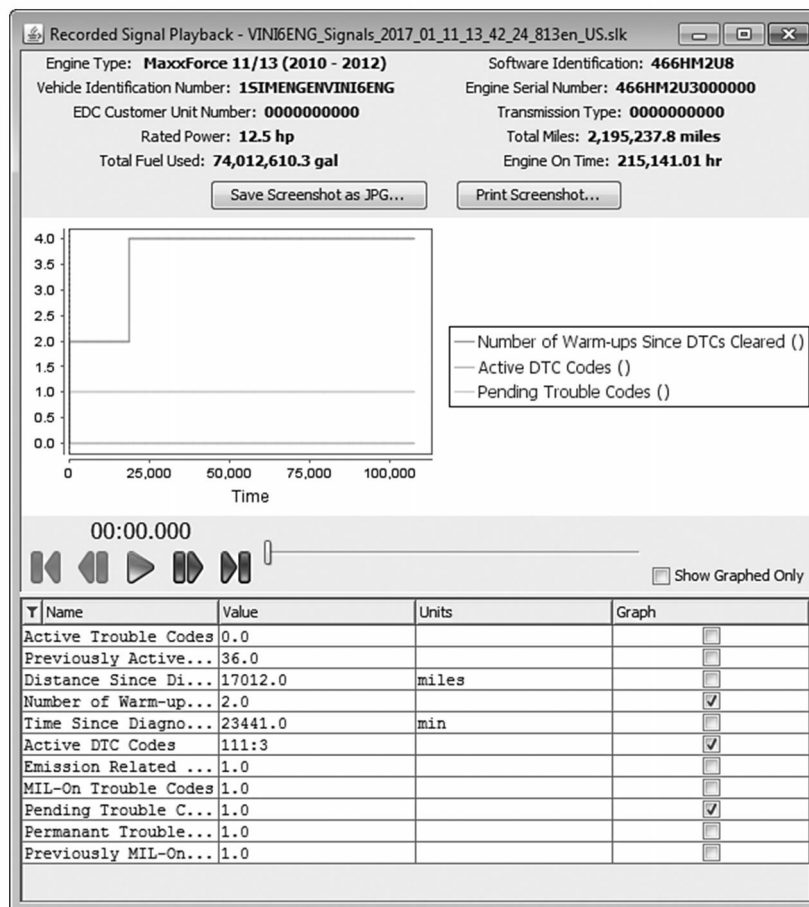 Recorded Signal Playback - VINI6ENG_Signals_2017_01_11_13_42_24_813en_US.slk
Engine Type: MaxxForce 11/13 (2010 - 2012) Software Identification: 466HM2U8
Vehicle Identification Number: 1SIMENGENVINI6ENG Engine Serial Number: 466HM2U3000000
EDC Customer Unit Number: 0000000000 Transmission Type: 0000000000
Rated Power: 12.5 hp Total Miles: 2,195,237.8 miles
Total Fuel Used: 74,012,610.3 gal Engine On Time: 215,141.01 hr
Save Screenshot as JPG... Print Screenshot...
4.0
3.5
3.0
2.5
2.0
1.5
1.0
0.5
0.0
0 25,000 50,000 75,000 100,000
Time
Number of Warm-ups Since DTCs Cleared ()
Active DTC Codes ()
Pending Trouble Codes ()
00:00.000
Show Graphed Only
Name Value Units Graph
Active Trouble Codes 0.0
Previously Active... 36.0
Distance Since Di... 17012.0 miles
Number of Warm-up... 2.0
Time Since Diagno... 23441.0 min
Active DTC Codes 111:3
Emission Related ... 1.0
MIL-On Trouble Codes 1.0
Pending Trouble C... 1.0
Permanant Trouble... 1.0
Previously MIL-On... 1.0